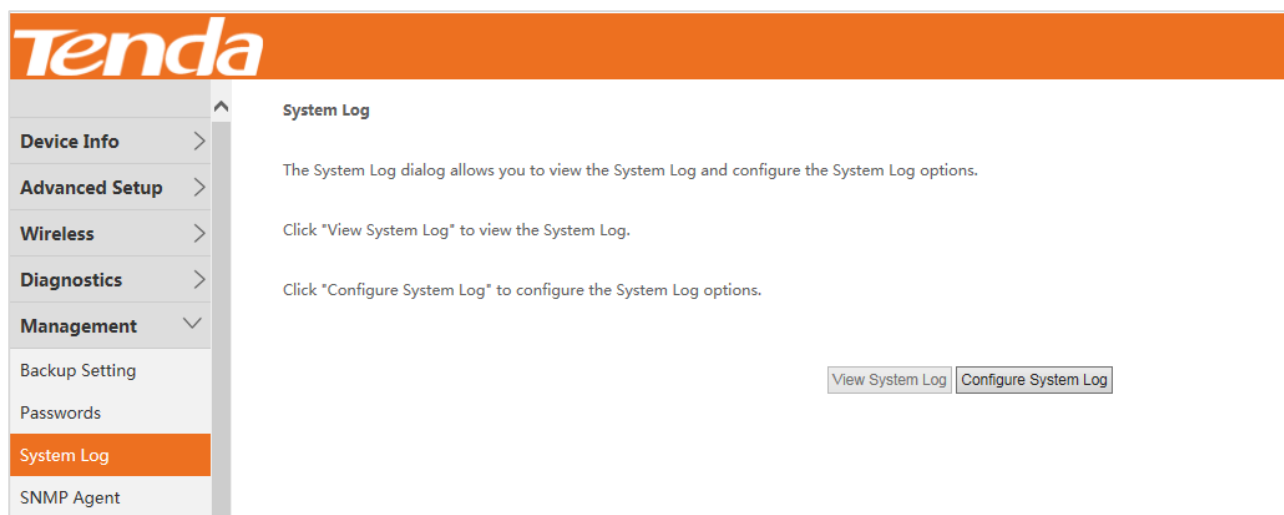 Tenda
Device Info
Advanced Setup
Wireless
Diagnostics
Management
Backup Setting
Passwords
System Log
SNMP Agent
System Log
The System Log dialog allows you to view the System Log and configure the System Log options.
Click "View System Log" to view the System Log.
Click "Configure System Log" to configure the System Log options.
View System Log
Configure System Log